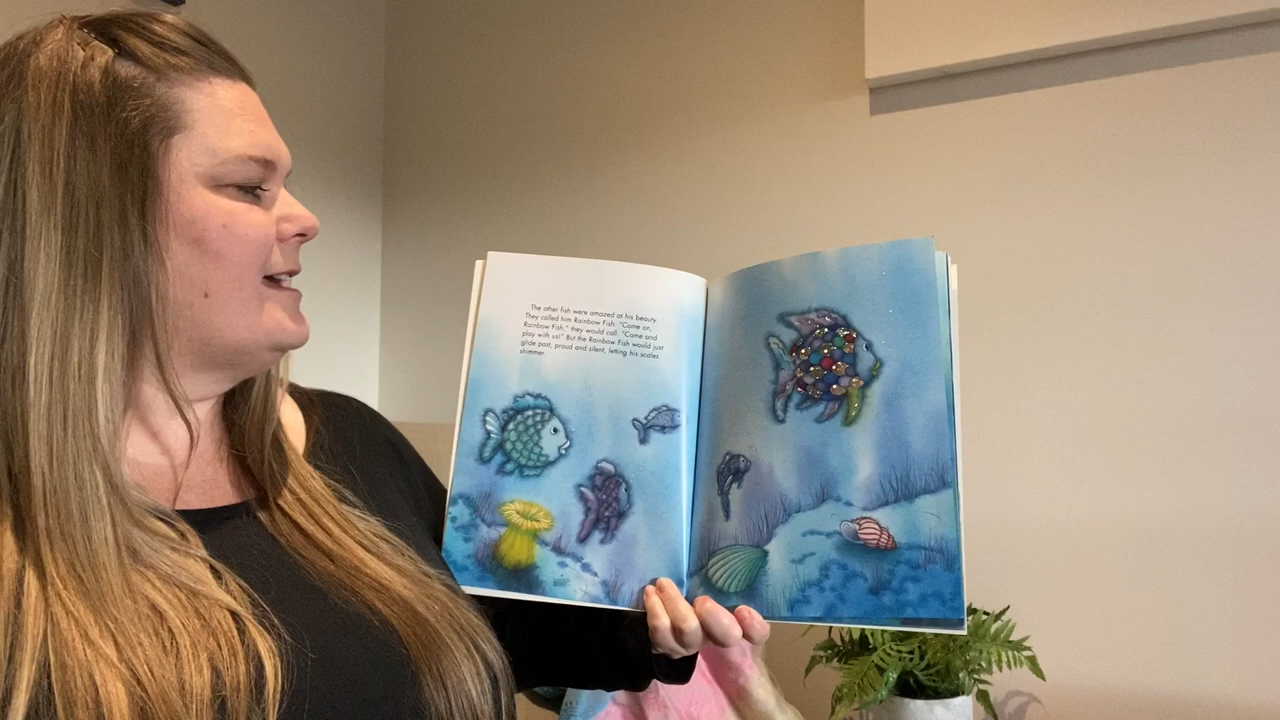 The other fish were amazed at his beauty.
They called him Rainbow Fish. "Come on,
Rainbow Fish," they would call. "Come and
play with us!" But the Rainbow Fish would just
glide past, proud and silent, letting his scales
shimmer.